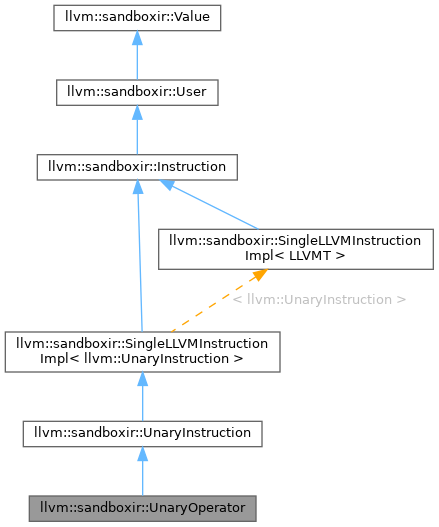 llvm::sandboxir::Value
llvm::sandboxir::User
llvm::sandboxir::Instruction
llvm::sandboxir::SingleLLVMInstruction
Impl< LLVMT >
< llvm::UnaryInstruction >
llvm::sandboxir::SingleLLVMInstruction
Impl< llvm::UnaryInstruction >
llvm::sandboxir::UnaryInstruction
llvm::sandboxir::UnaryOperator